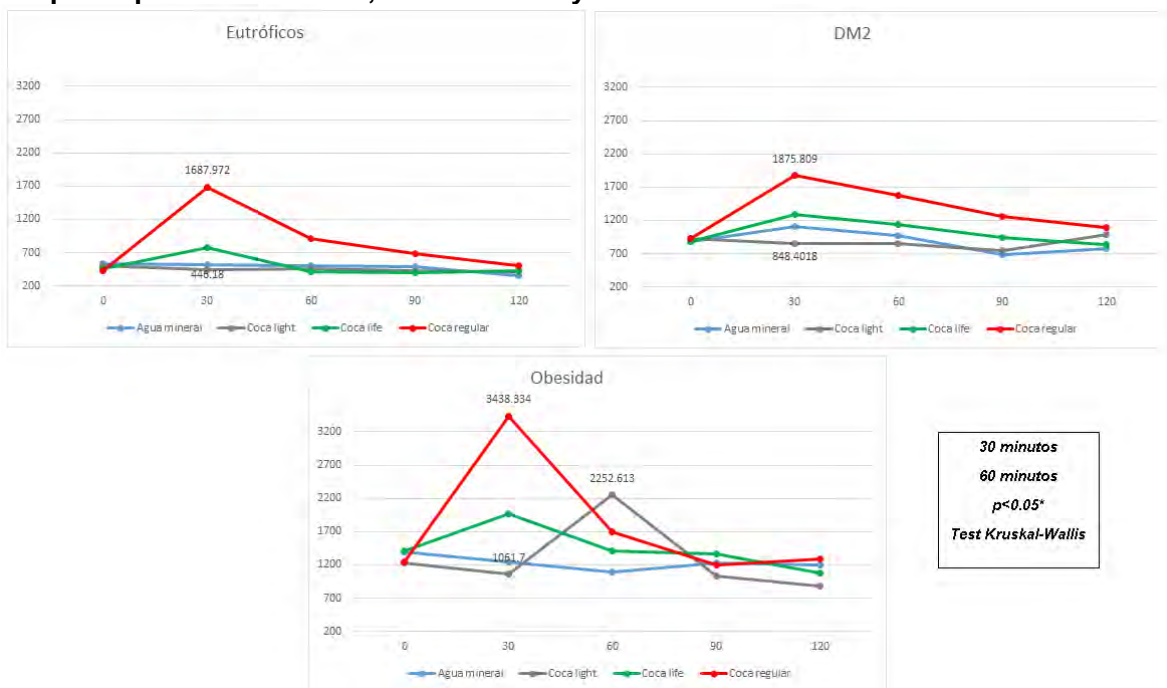 Eutróficos
3200
2700
2200
1700
1200
700
200
1687.972
446.18
0 30 60 90 120
Agua mineral Coca light Coca life Coca regular
DM2
3200
2700
2200
1700
1200
700
200
1875.809
848.4018
0 30 60 90 120
Agua mineral Coca light Coca life Coca regular
Obesidad
3438.334
3200
2700
2200
1700
1200
700
200
2252.613
1061.7
0 30 60 90 120
Agua mineral Coca light Coca life Coca regular
30 minutos
60 minutos
p<0.05*
Test Kruskal-Wallis